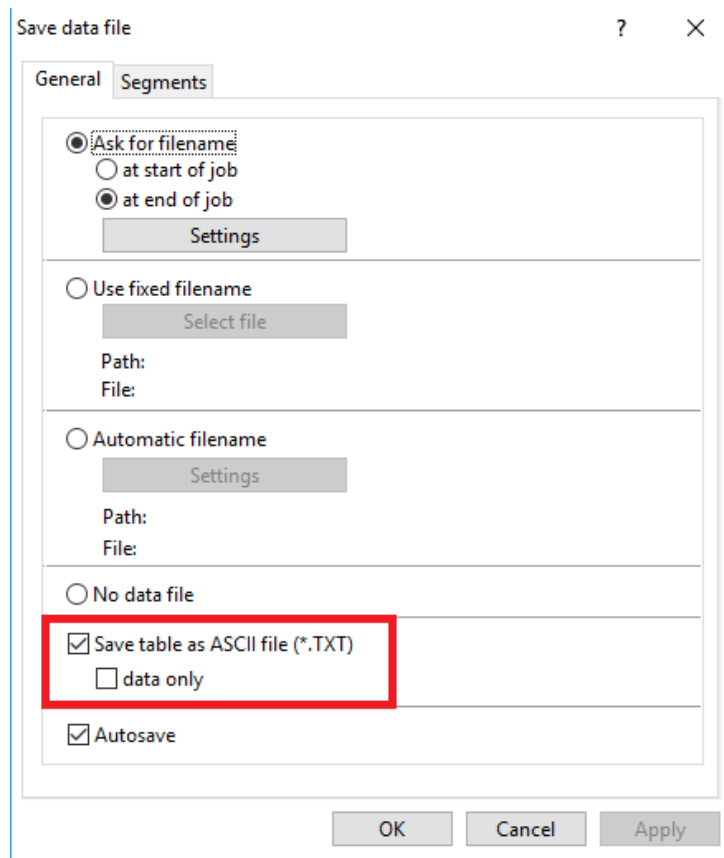 Save data file ?
General Segments
Ask for filename
at start of job
at end of job
Settings
Use fixed filename
Select file
Path:
File:
Automatic filename
Settings
Path:
File:
No data file
Save table as ASCII file (*.TXT)
data only
Autosave
OK Cancel Apply